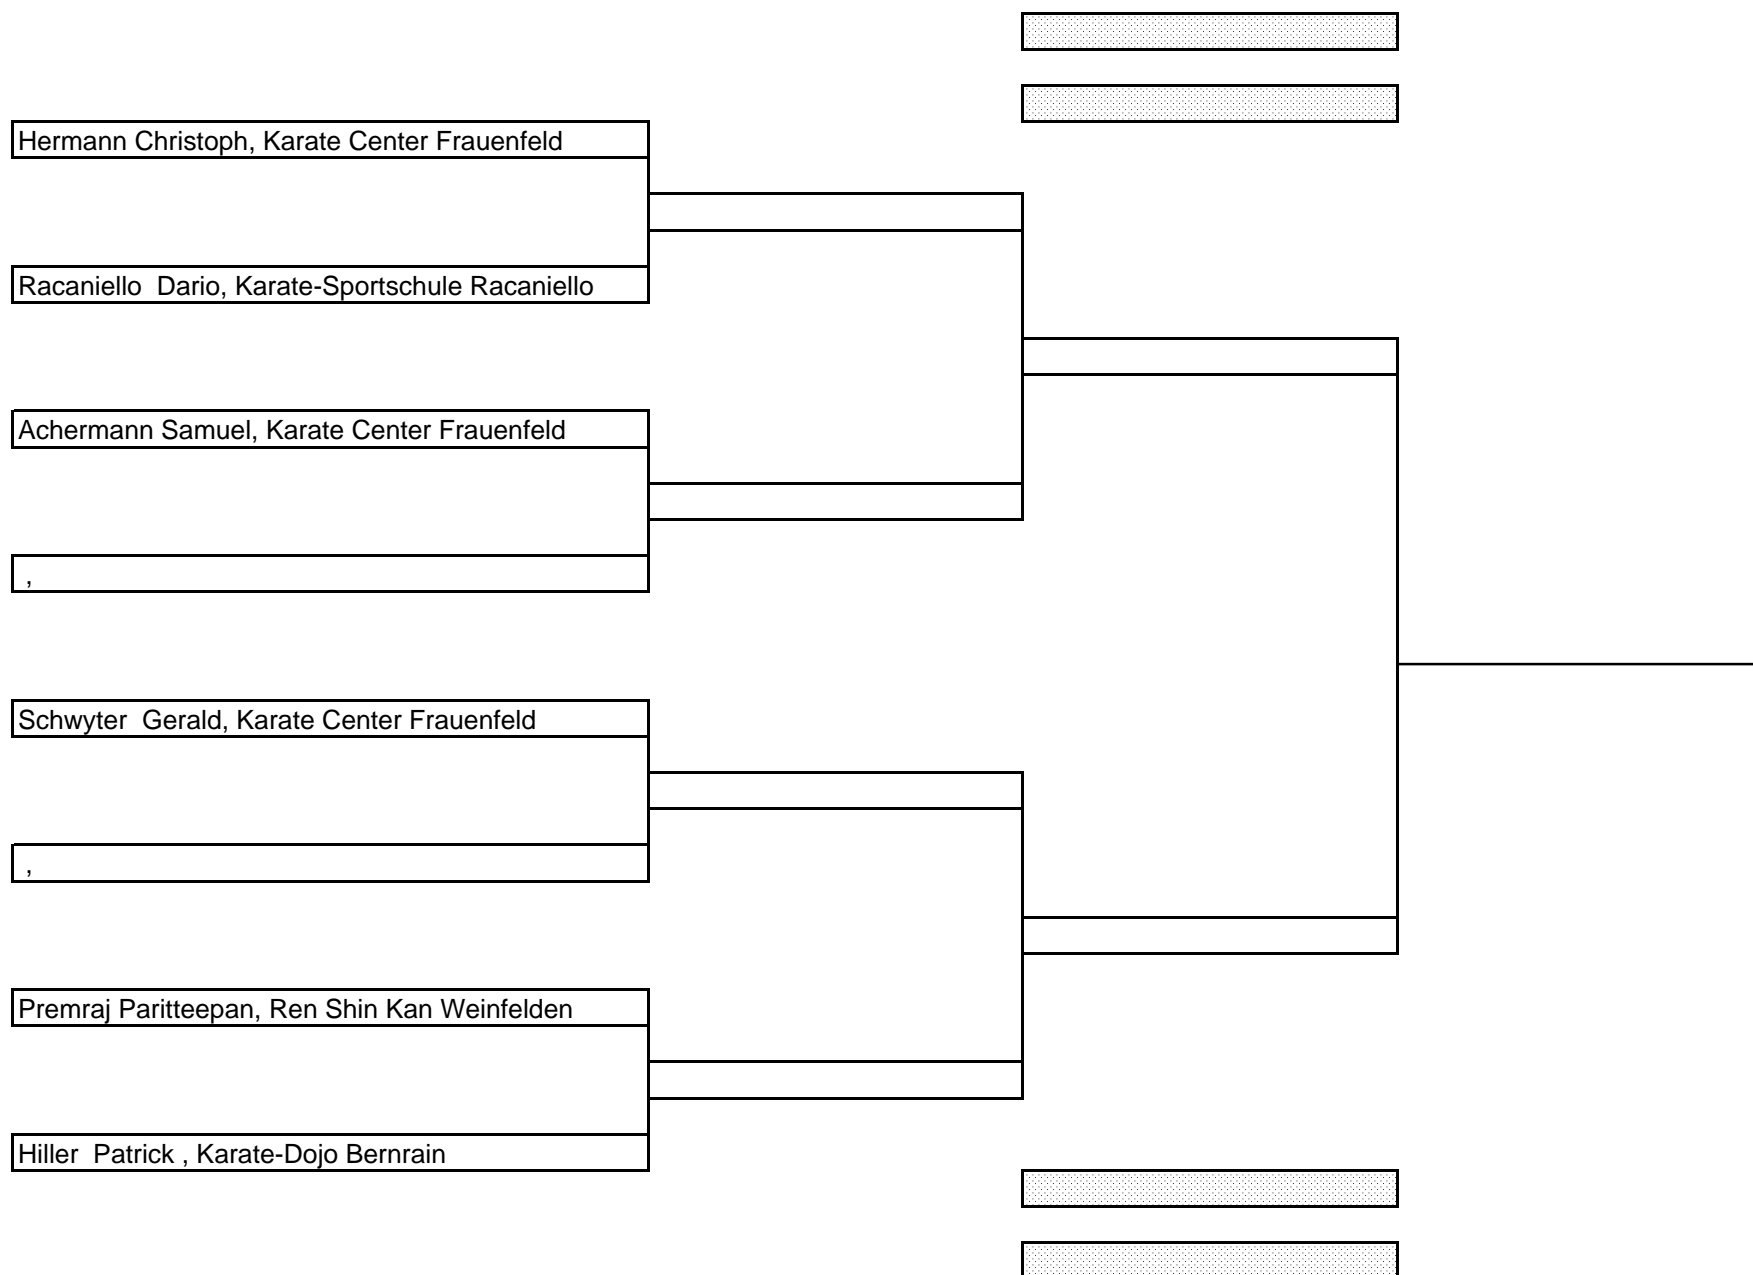 Hermann Christoph, Karate Center Frauenfeld
Racaniello  Dario, Karate-Sportschule Racaniello
Achermann Samuel, Karate Center Frauenfeld
,
Schwyter  Gerald, Karate Center Frauenfeld
,
Premraj Paritteepan, Ren Shin Kan Weinfelden
Hiller  Patrick , Karate-Dojo Bernrain